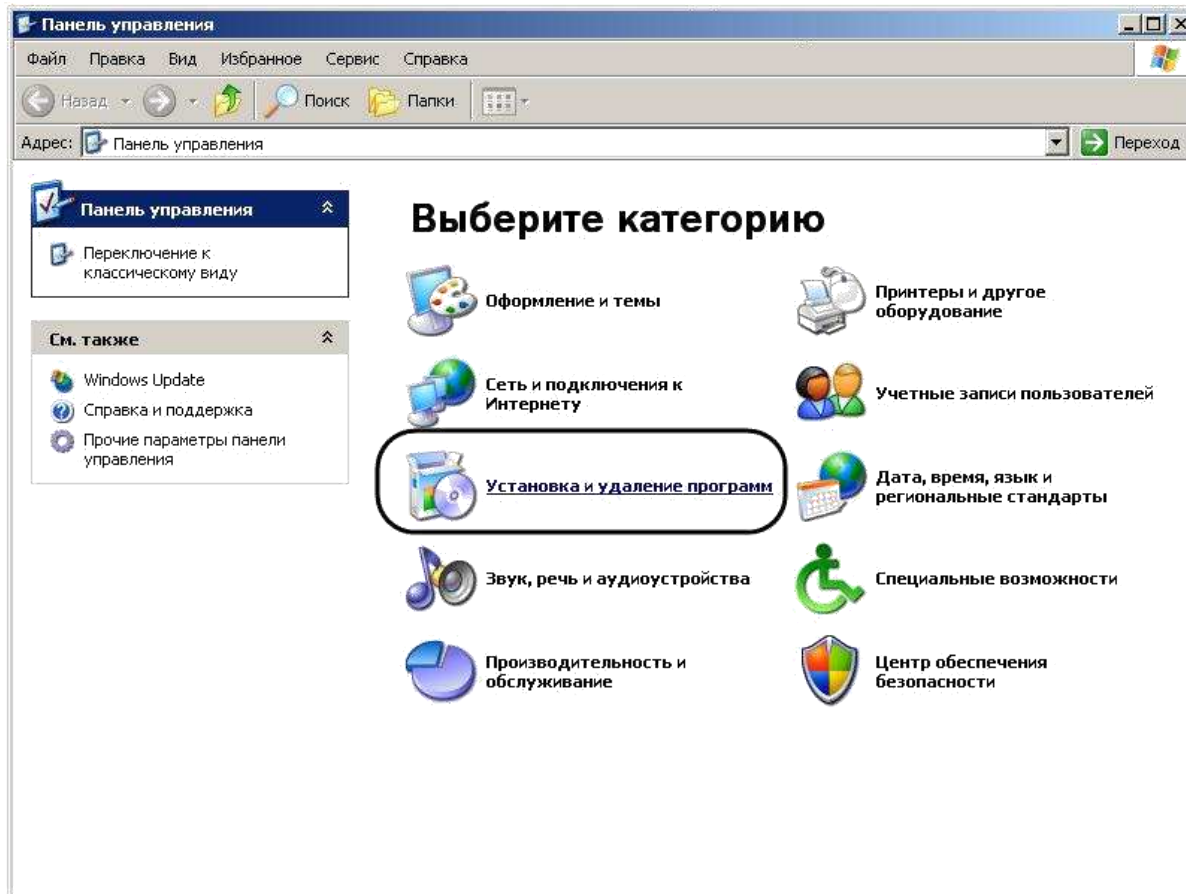 Панель управления
Файл Правка Вид Избранное Сервис Справка
Назад Поиск Папки
Адрес: Панель управления Переход
Панель управления
Переключение к
классическому виду
См. также
Windows Update
Справка и поддержка
Прочие параметры панели
управления
Выберите категорию
Оформление и темы
Принтеры и другое
оборудование
Сеть и подключения к
Интернету
Учетные записи пользователей
Установка и удаление программ
Дата, время, язык и
региональные стандарты
Звук, речь и аудиоустройства
Специальные возможности
Производительность и
обслуживание
Центр обеспечения
безопасности